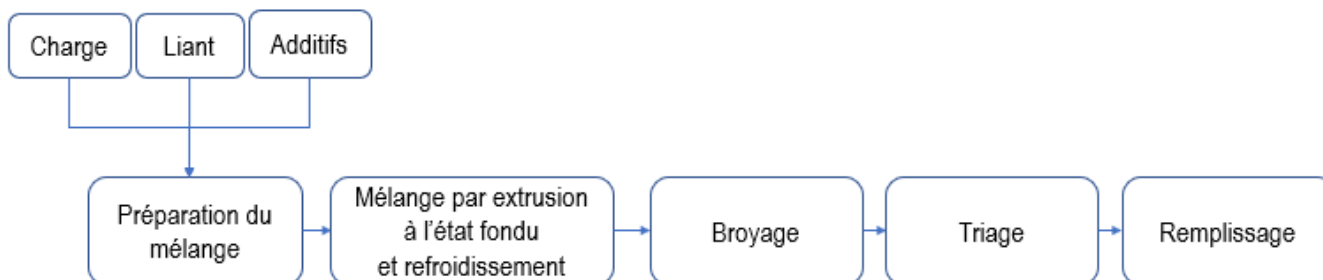 Charge
Liant
Additifs
Préparation du
mélange
Mélange par extrusion
à l’état fondu
et refroidissement
Broyage
Triage
Remplissage